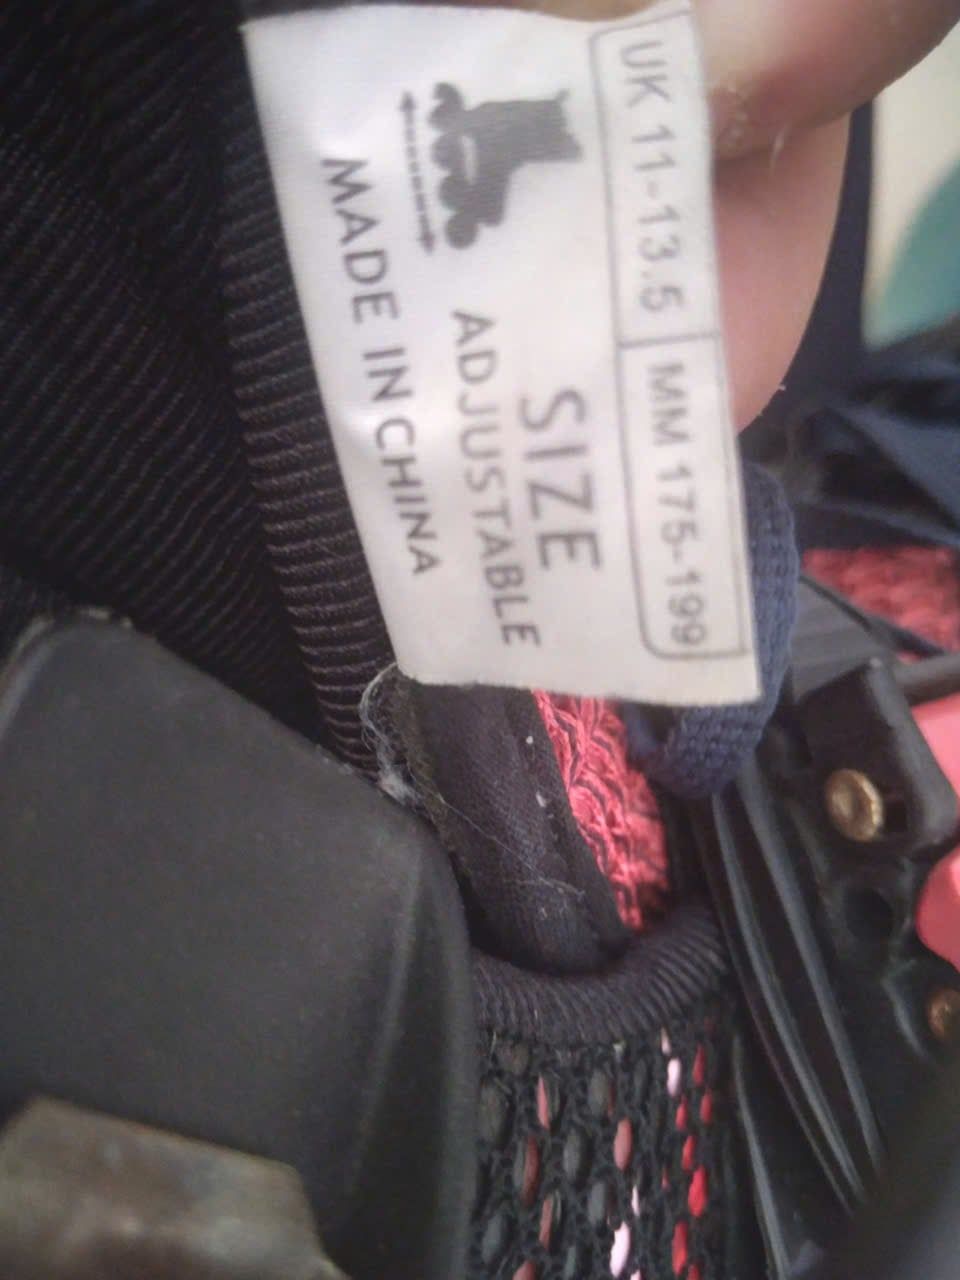 UK 11-13.5 MM 175-199
SIZE
ADJUSTABLE
MADE IN CHINA